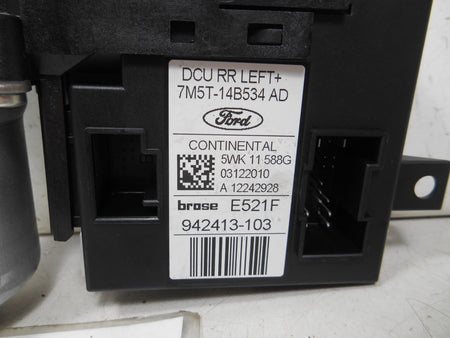 DCU RR LEFT+
7M5T-14B534 AD
Ford
CONTINENTAL
5WK 11 588G
03122010
A 12242928
brose E521F
942413-103